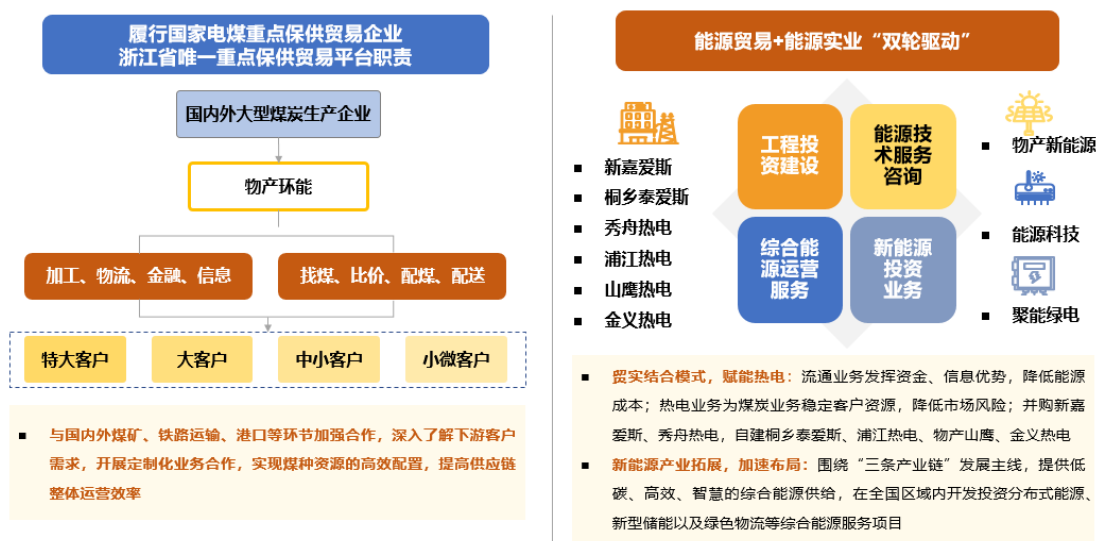 履行国家电煤重点保供贸易企业
浙江省唯一重点保供贸易平台职责
国内外大型煤炭生产企业
物产环能
加工、物流、金融、信息
找煤、比价、配煤、配送
特大客户
大客户
中小客户
小微客户
■ 与国内外煤矿、铁路运输、港口等环节加强合作，深入了解下游客户
需求，开展定制化业务合作，实现煤种资源的高效配置，提高供应链
整体运营效率
能源贸易+能源实业“双轮驱动”
■ 新嘉爱斯
■ 桐乡泰爱斯
■ 秀舟热电
■ 浦江热电
■ 山鹰热电
■ 金义热电
工程投
资建设
能源技
术服务
咨询
综合能
源运营
服务
新能源
投资
业务
■ 物产新能源
■ 能源科技
■ 聚能绿电
■ 贸实结合模式，赋能热电：流通业务发挥资金、信息优势，降低能源
成本；热电业务为煤炭业务稳定客户资源，降低市场风险；并购新嘉
爱斯、秀舟热电，自建桐乡泰爱斯、浦江热电、物产山鹰、金义热电
■ 新能源产业拓展，加速布局：围绕“三条产业链”发展主线，提供低
碳、高效、智慧的综合能源供给，在全国区域内开发投资分布式能源、
新型储能以及绿色物流等综合能源服务项目